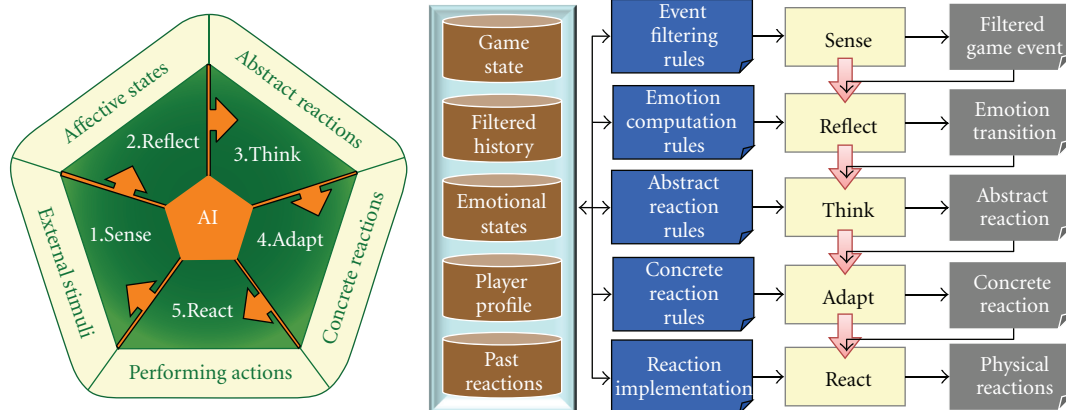 Affective states
Abstract reactions
2.Reflect
3.Think
AI
1.Sense
4.Adapt
External stimuli
Concrete reactions
5.React
Performing actions
Game
state
Filtered
history
Emotional
states
Player
profile
Past
reactions
Event
filtering
rules
Sense
Filtered
game event
Emotion
computation
rules
Reflect
Emotion
transition
Abstract
reaction
rules
Think
Abstract
reaction
Concrete
reaction
rules
Adapt
Concrete
reaction
Reaction
implementation
React
Physical
reactions